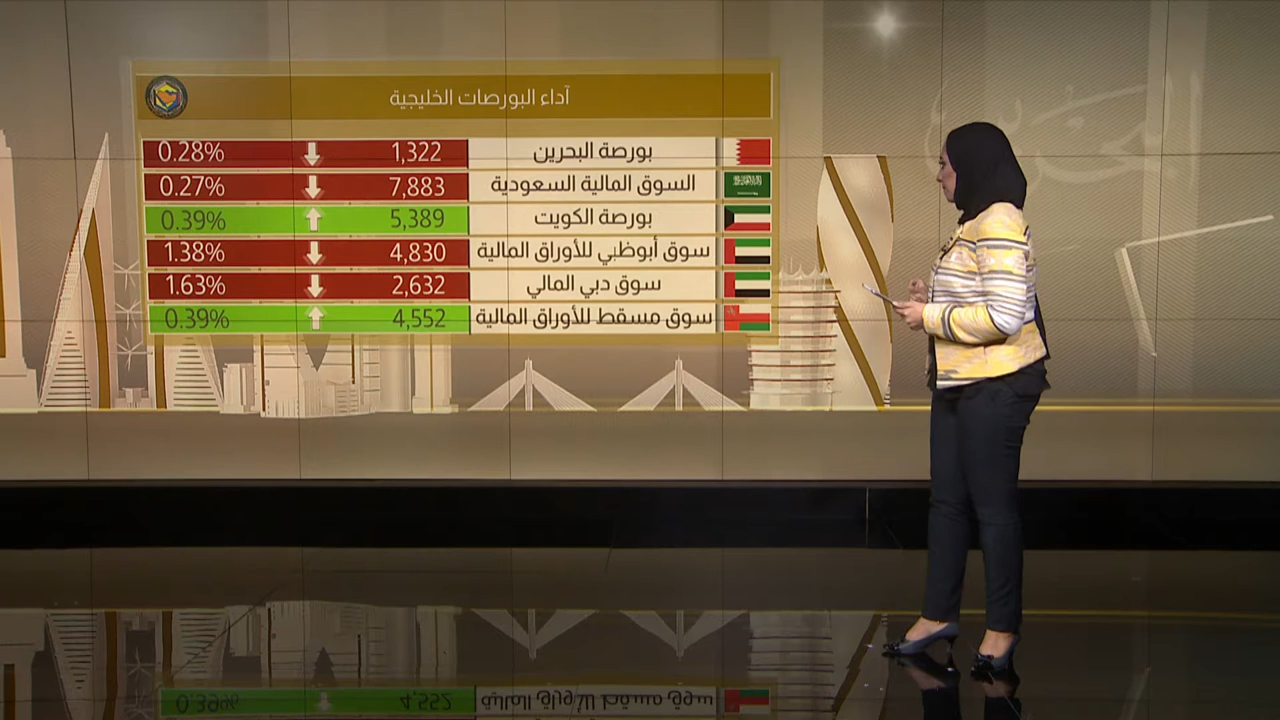 آداء البورصات الخليجية
بورصة البحرين 1,322 0.28%
السوق المالية السعودية 7,883 0.27%
بورصة الكويت 5,389 0.39%
سوق أبوظبي للأوراق المالية 4,830 1.38%
سوق دبي المالي 2,632 1.63%
سوق مسقط للأوراق المالية 4,552 0.39%